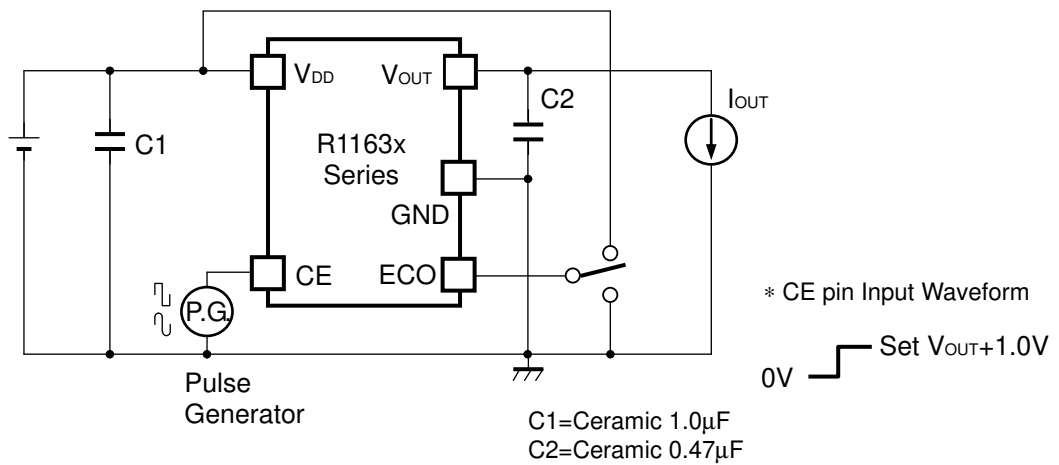 VDD
VOUT
C2
IOUT
C1
R1163x
Series
GND
CE
ECO
P.G.
Pulse
Generator
* CE pin Input Waveform
Set VOUT+1.0V
0V
C1=Ceramic 1.0μF
C2=Ceramic 0.47μF